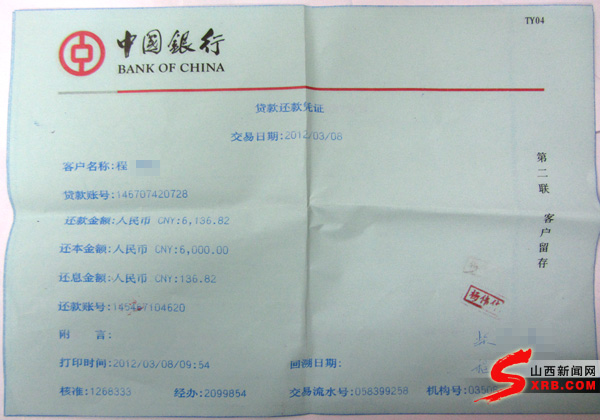 TY04
中国銀行
BANK OF CHINA
贷款还款凭证
交易日期:2012/03/08
客户名称:程
贷款账号:146707420728
还款金额:人民币 CNY:6,136.82
还本金额:人民币 CNY:6,000.00
还息金额:人民币 CNY:136.82
还款账号:
附 言:
打印时间:2012/03/08/09:54
回溯日期:
核准:1268333 经办:2099854 交易流水号:058399258 机构号:
第二联 客户留存
山西新闻网
SXRB.COM